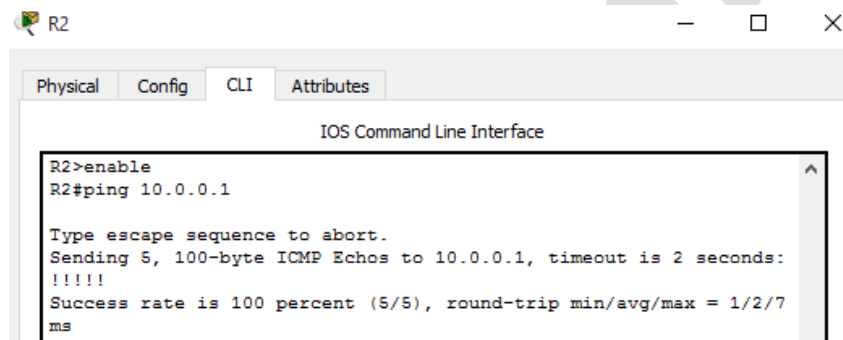 R2
Physical Config CLI Attributes
IOS Command Line Interface
R2>enable
R2#ping 10.0.0.1
Type escape sequence to abort.
Sending 5, 100-byte ICMP Echos to 10.0.0.1, timeout is 2 seconds:
!!!!!
Success rate is 100 percent (5/5), round-trip min/avg/max = 1/2/7
ms